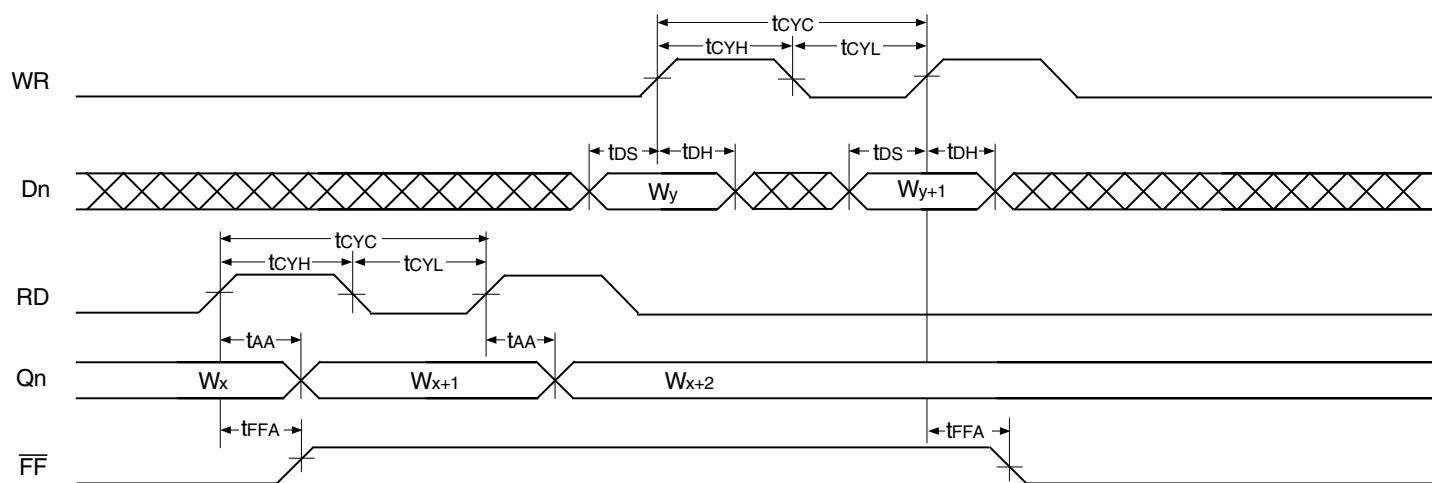 tCYC
tCYH tCYL
WR
tDS tDH tDS tDH
Dn Wy Wy+1
tCYC
tCYH tCYL
RD
tAA tAA
Qn Wx Wx+1 Wx+2
tFFA tFFA
FF